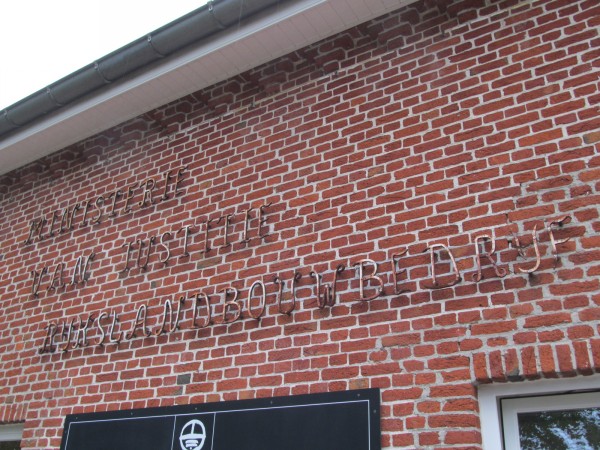 MINISTERIE
VAN JUSTITIE
RIJKSLANDBOUWBEDRIJF